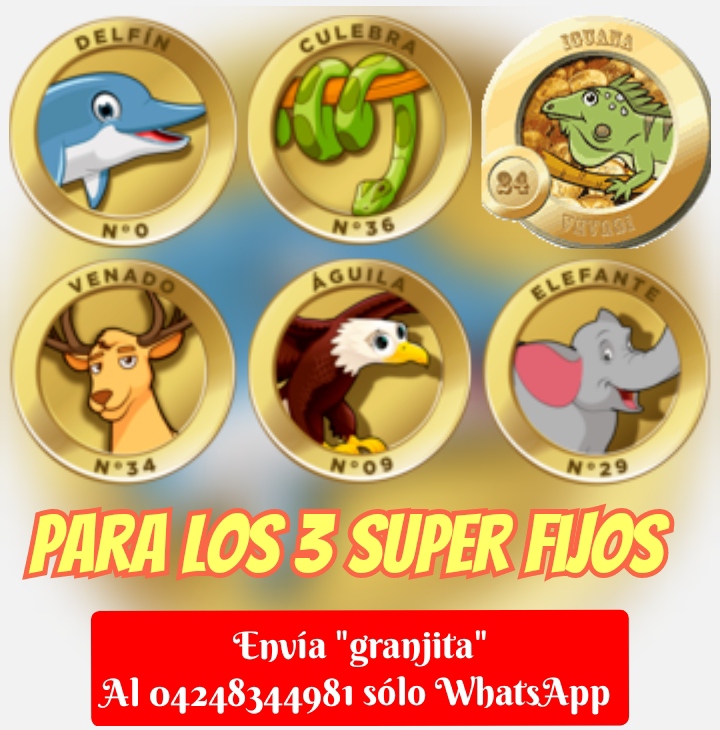 DELFÍN
N°0
CULEBRA
N°36
IGUANA
24
VENADO
N°34
ÁGUILA
N°09
ELEFANTE
N°29
PARA LOS 3 SUPER FIJOS
Envía "granjita"
Al 04248344981 sólo WhatsApp